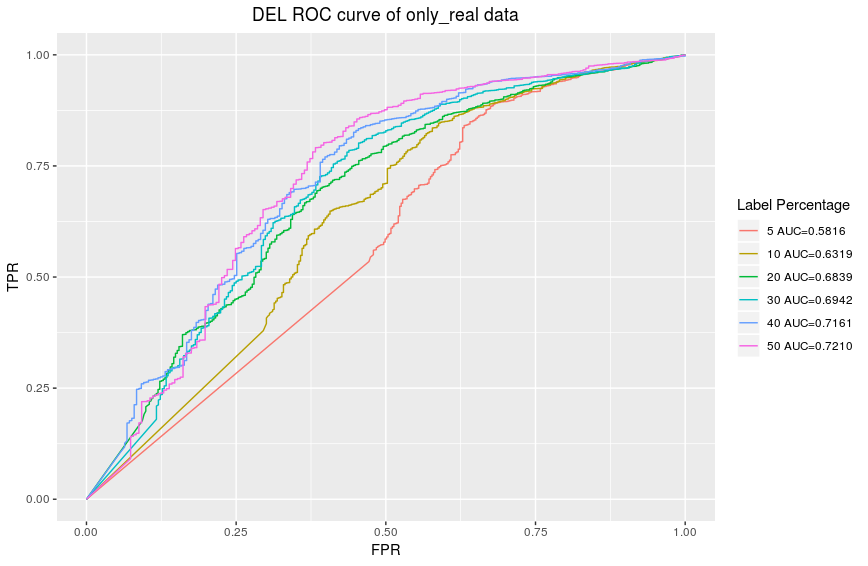 DEL ROC curve of only_real data
1.00
0.75
0.50
0.25
0.00
TPR
0.00 0.25 0.50 0.75 1.00
FPR
Label Percentage
5 AUC=0.5816
10 AUC=0.6319
20 AUC=0.6839
30 AUC=0.6942
40 AUC=0.7161
50 AUC=0.7210